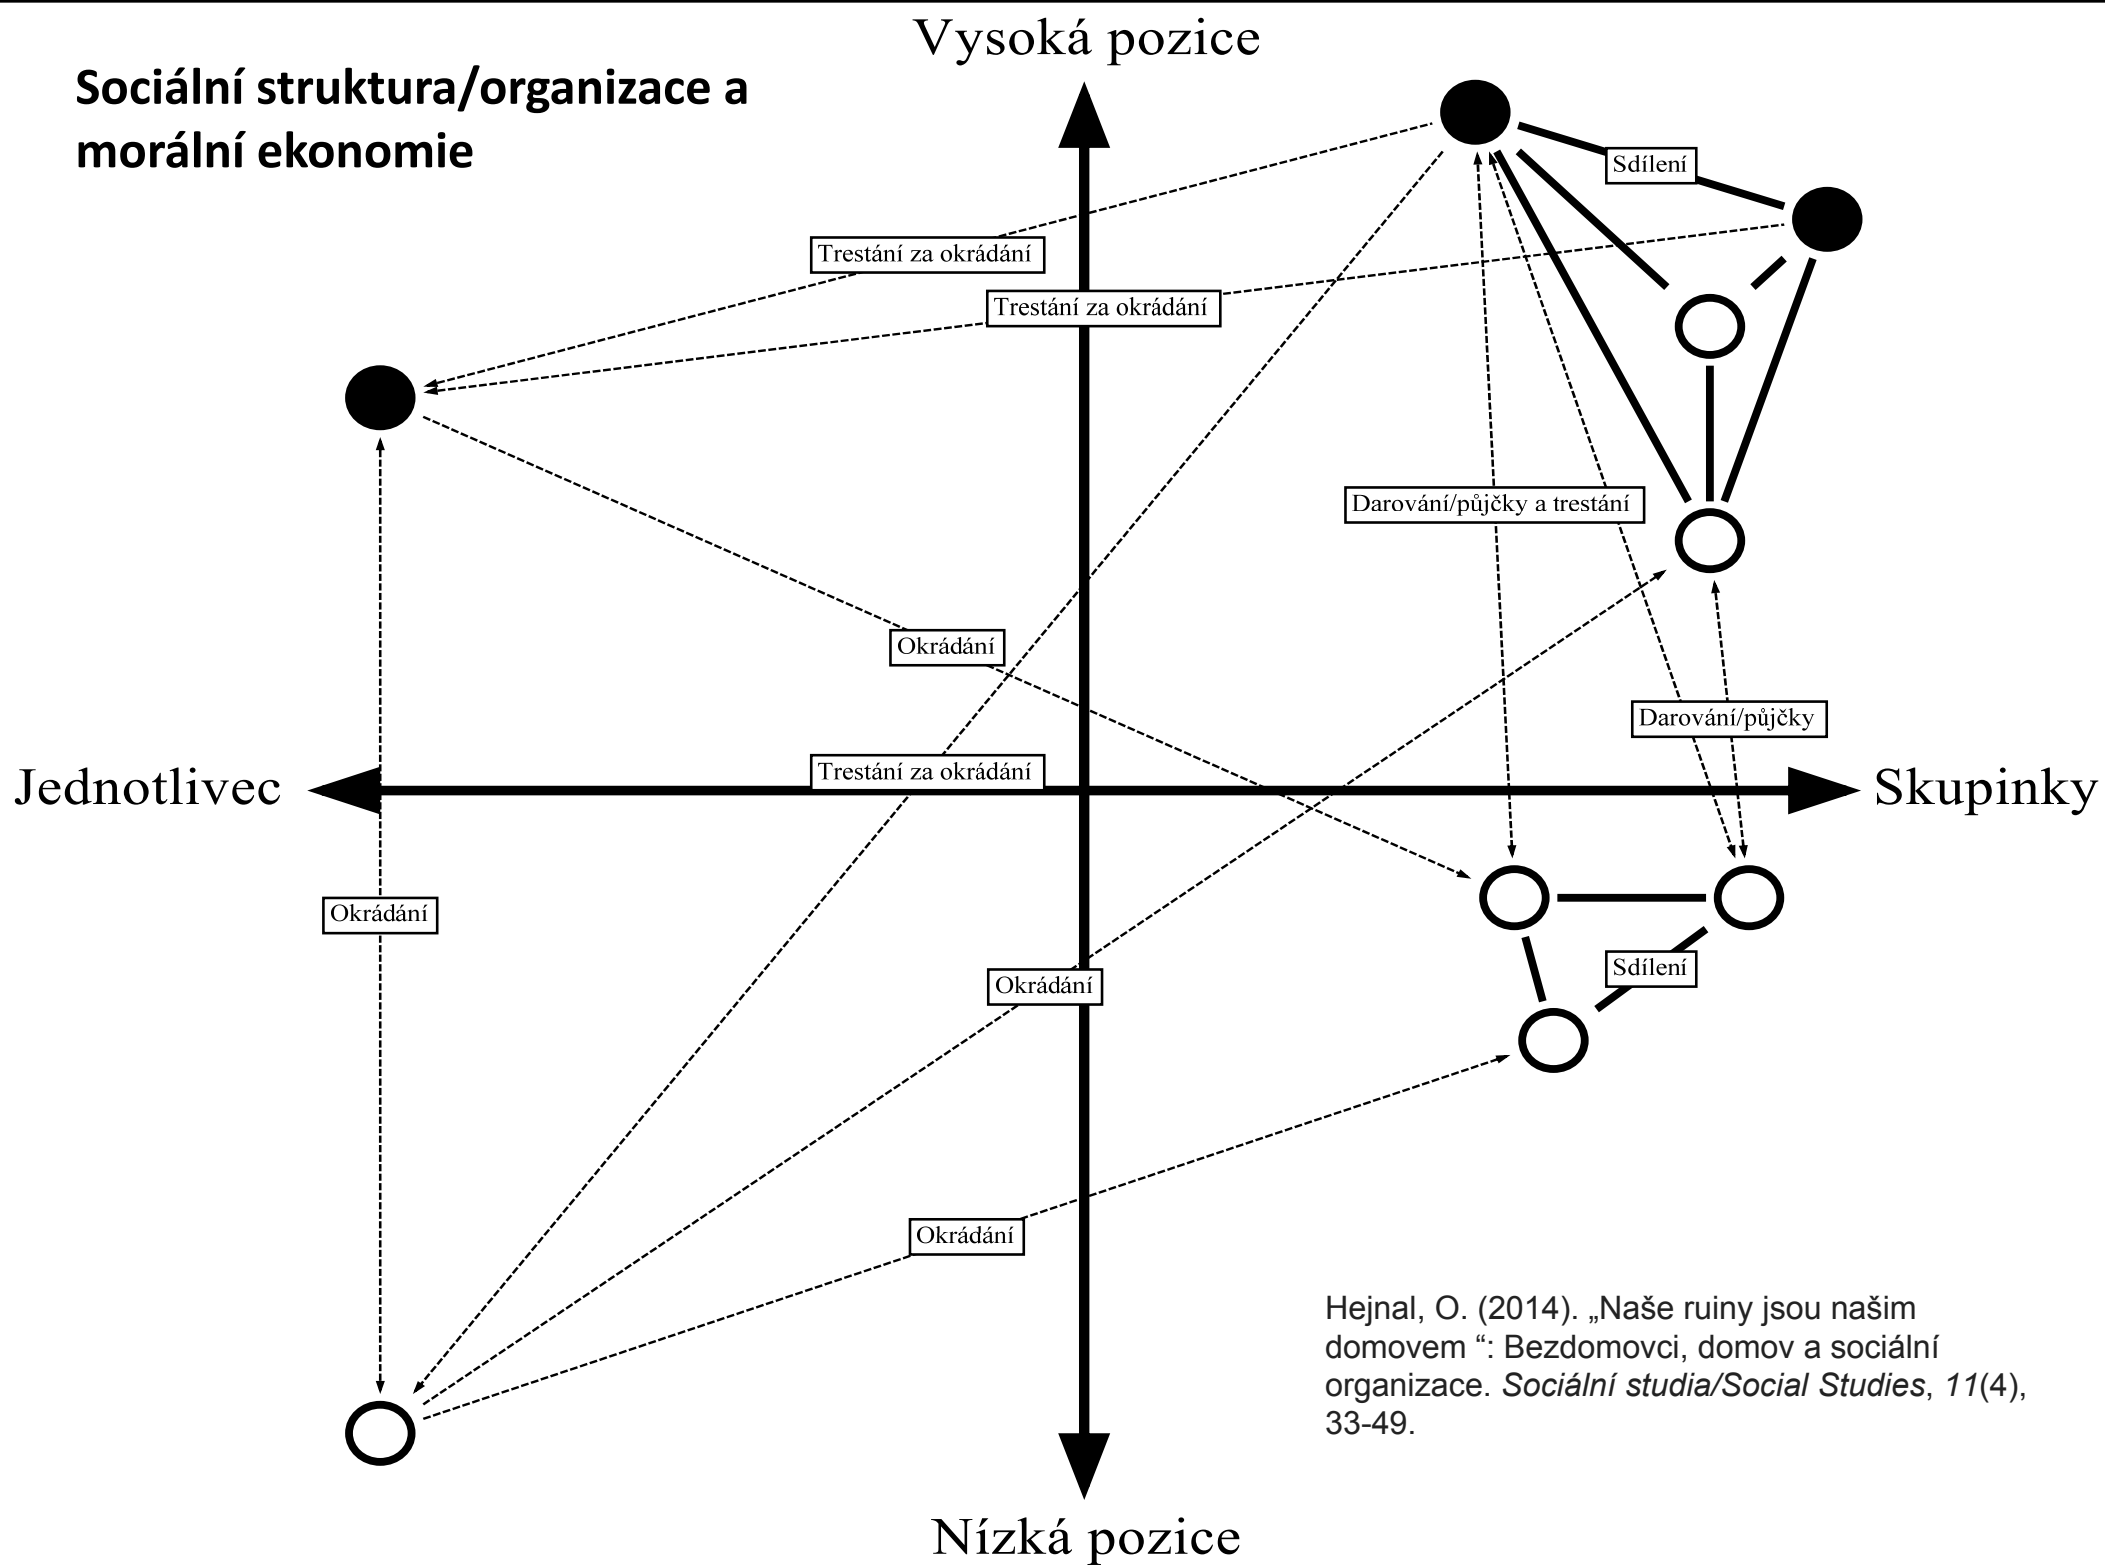 Vysoká pozice
Sociální struktura/organizace a
morální ekonomie
Sdílení
Trestání za okrádání
Trestání za okrádání
Darování/půjčky a trestání
Okrádání
Darování/půjčky
Trestání za okrádání
Jednotlivec
Skupinky
Okrádání
Sdílení
Okrádání
Okrádání
Hejnal, O. (2014). „Naše ruiny jsou našim
domovem “: Bezdomovci, domov a sociální
organizace. Sociální studia/Social Studies, 11(4),
33-49.
Nízká pozice